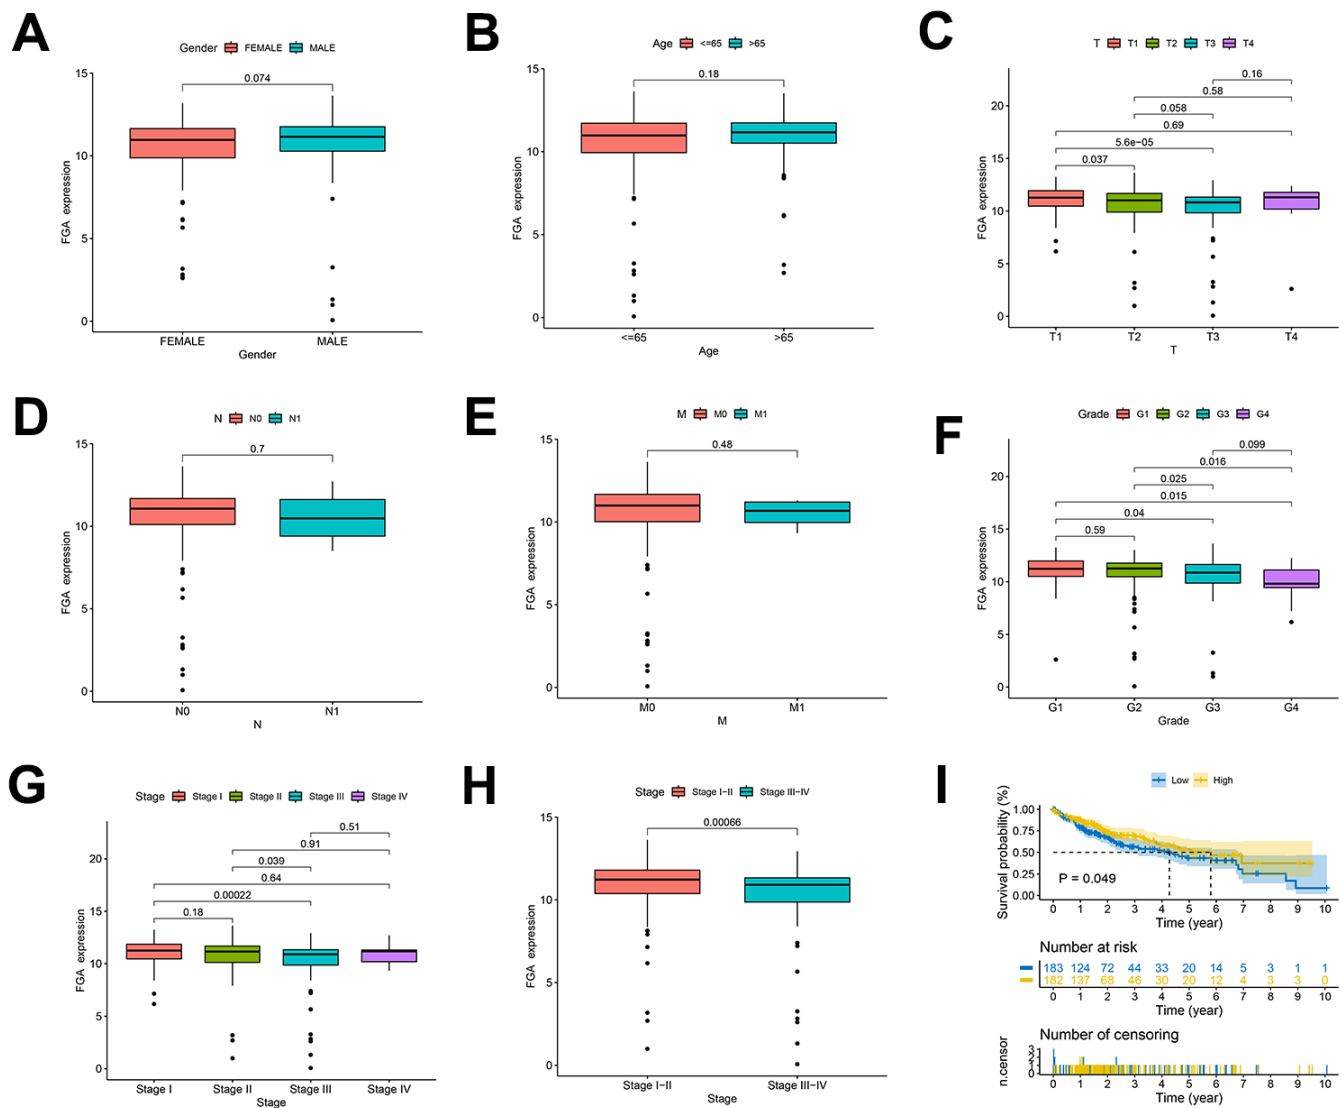 A
Gender FEMALE MALE
15
10
5
0
0.074
FGA expression
FEMALE MALE
Gender
B
Age <=65 >65
15
10
5
0
0.18
FGA expression
<=65 >65
Age
C
T T1 T2 T3 T4
20
15
10
5
0
0.16
0.58
0.058
0.69
5.6e−05
0.037
FGA expression
T1 T2 T3 T4
T
D
N N0 N1
15
10
5
0
0.7
FGA expression
N0 N1
N
E
M M0 M1
15
10
5
0
0.48
FGA expression
M0 M1
M
F
Grade G1 G2 G3 G4
20
15
10
5
0
0.099
0.016
0.025
0.015
0.04
0.59
FGA expression
G1 G2 G3 G4
Grade
G
Stage Stage I Stage II Stage III Stage IV
20
15
10
5
0
0.51
0.91
0.039
0.64
0.00022
0.18
FGA expression
Stage I Stage II Stage III Stage IV
Stage
H
Stage Stage I−II Stage III−IV
15
10
5
0
0.00066
FGA expression
Stage I−II Stage III−IV
Stage
I
Low High
Survival probability (%)
1.00
0.75
0.50
0.25
0.00
P = 0.049
0 1 2 3 4 5 6 7 8 9 10
Time (year)
Number at risk
183 124 72 44 33 20 14 5 3 1 1
182 137 68 46 30 20 12 4 3 3 0
0 1 2 3 4 5 6 7 8 9 10
Time (year)
Number of censoring
n.censor
3
2
1
0
0 1 2 3 4 5 6 7 8 9 10
Time (year)